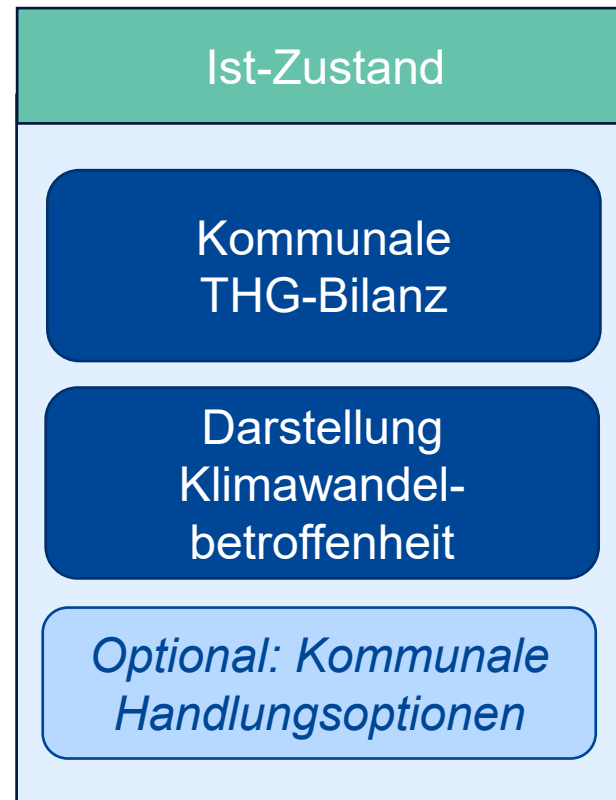 Ist-Zustand
Kommunale
THG-Bilanz
Darstellung
Klimawandel-
betroffenheit
Optional: Kommunale
Handlungsoptionen